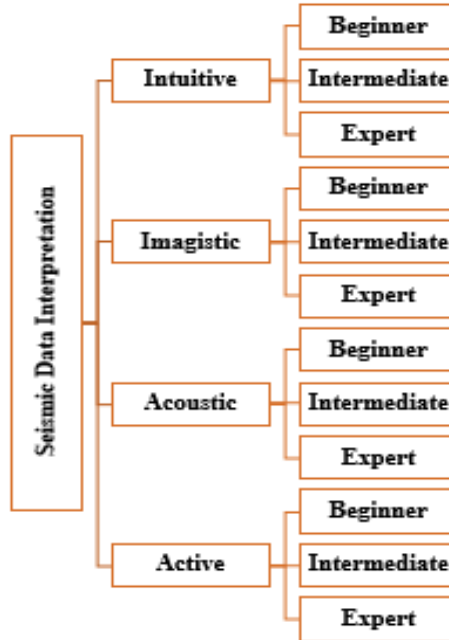 Seismic Data Interpretation
Intuitive
Beginner
Intermediate
Expert
Imagistic
Beginner
Intermediate
Expert
Acoustic
Beginner
Intermediate
Expert
Active
Beginner
Intermediate
Expert